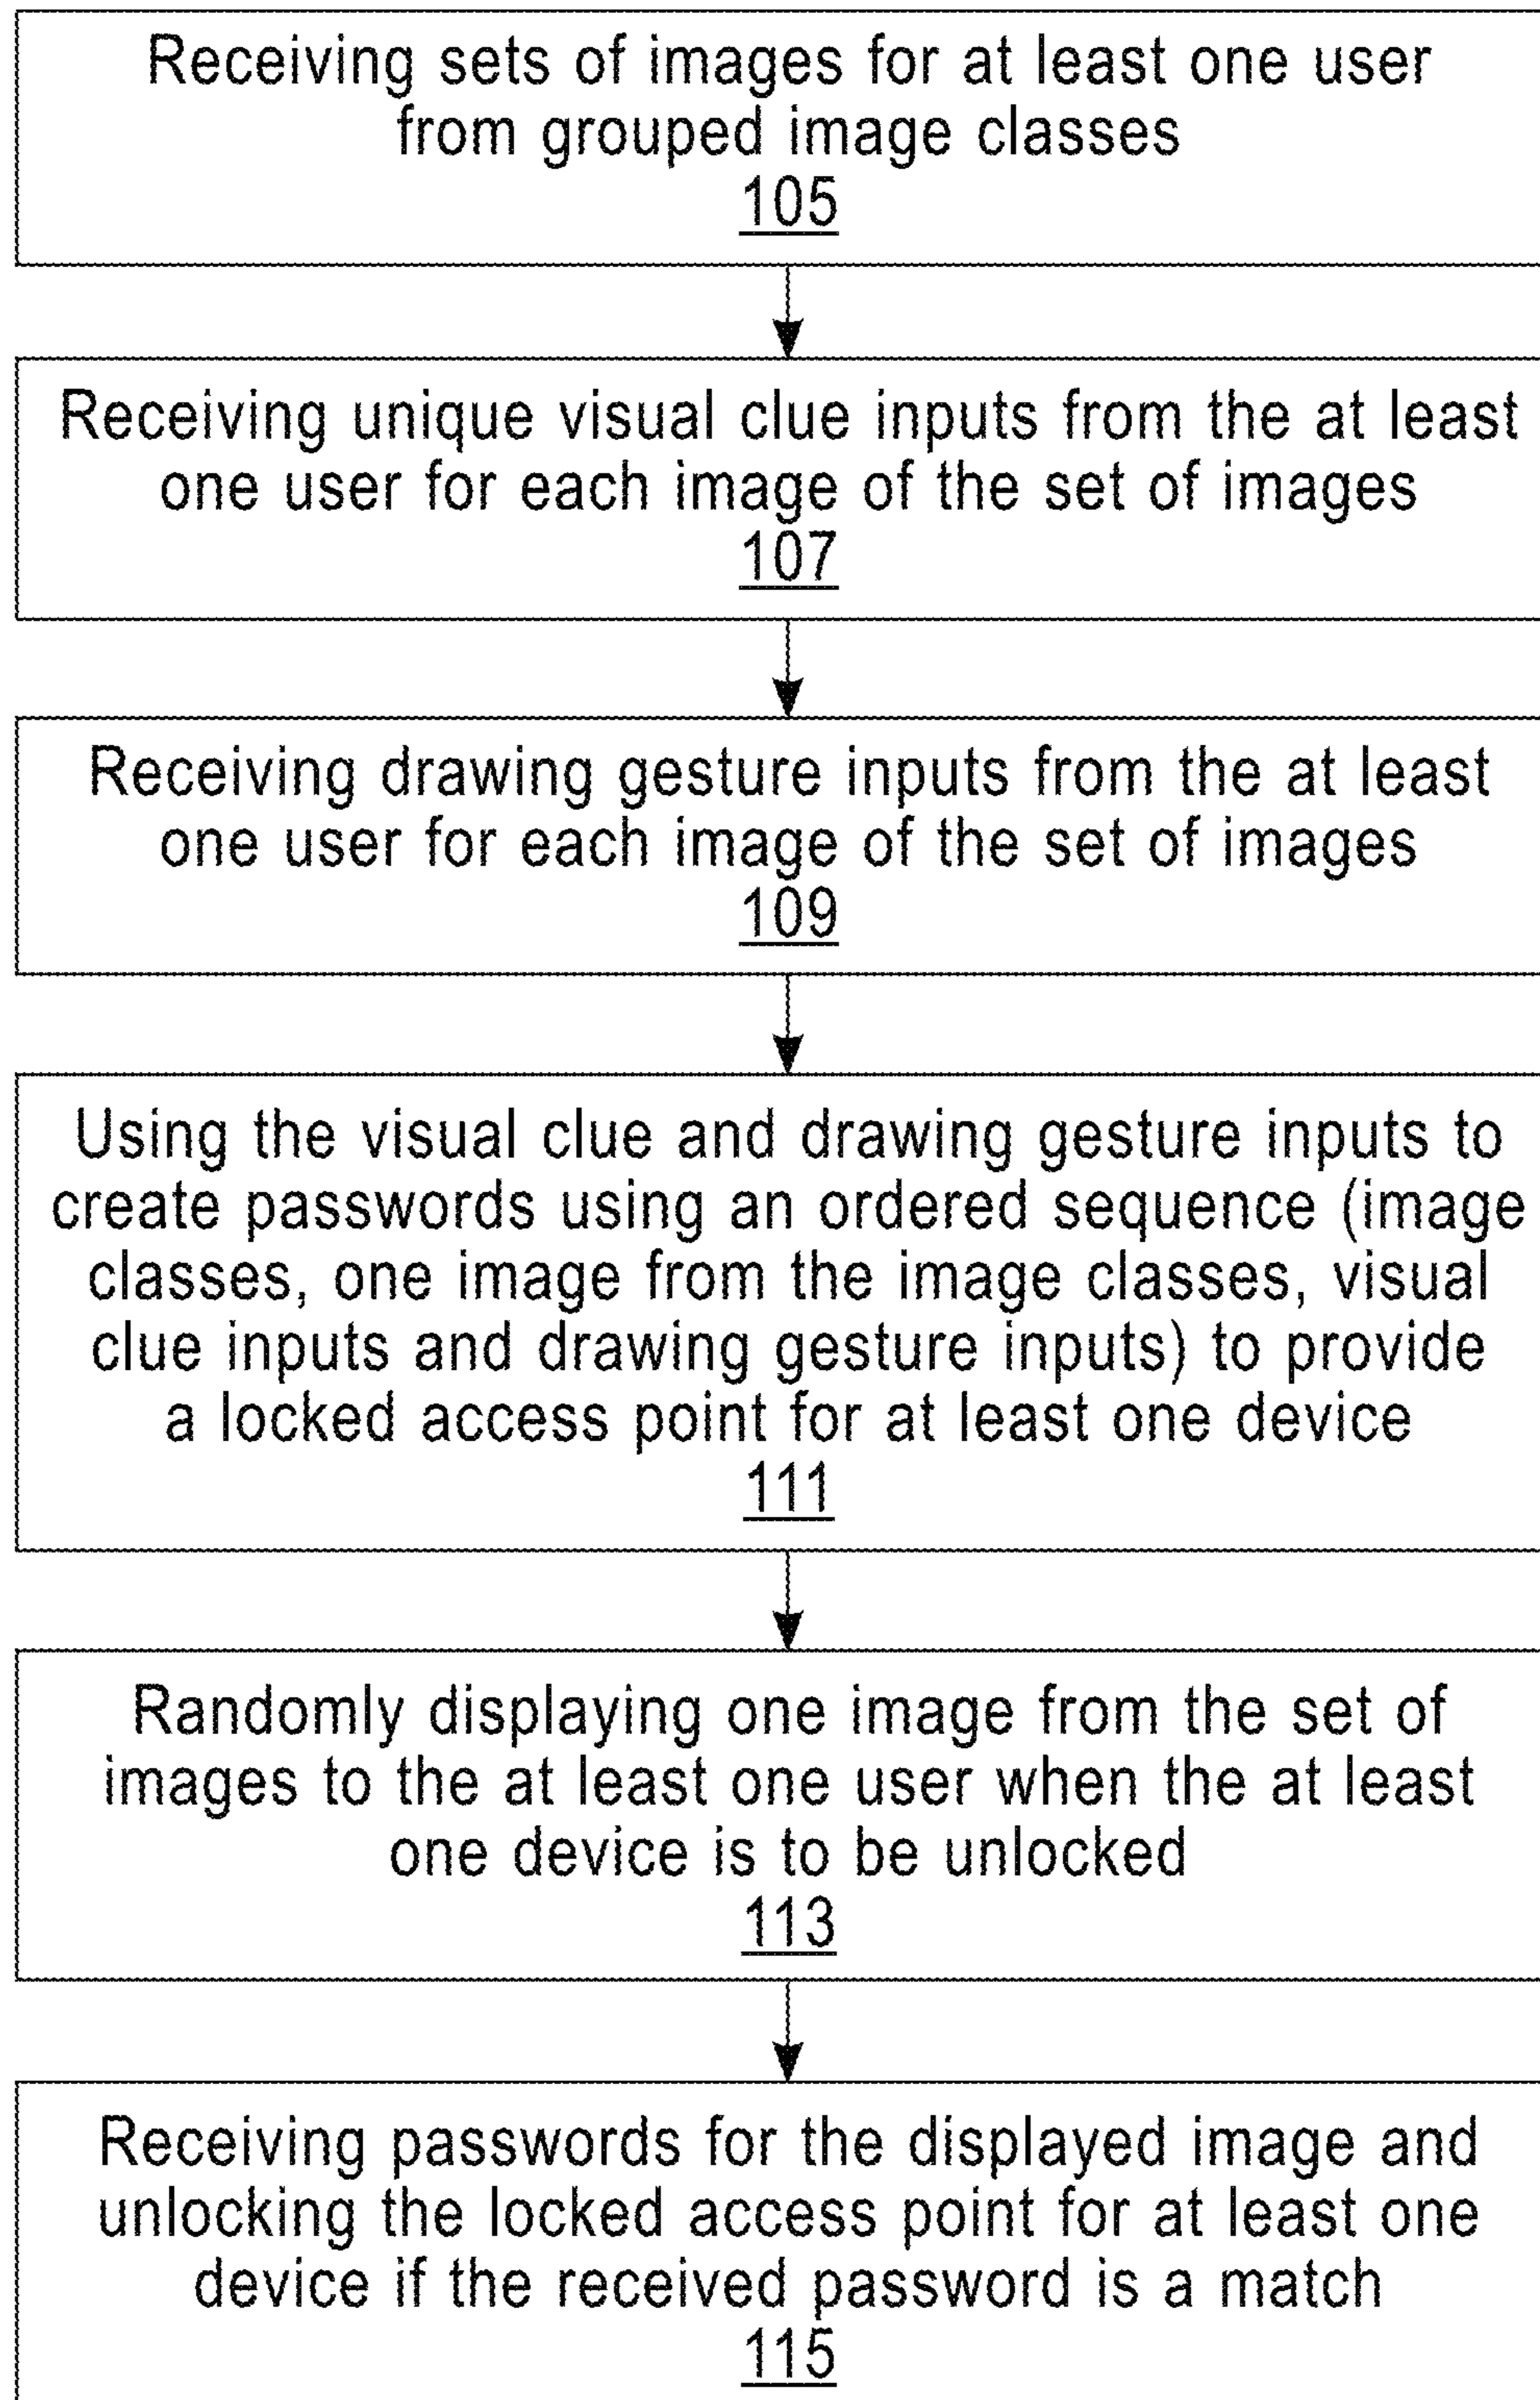 Receiving sets of images for at least one user
from grouped image classes
105
Receiving unique visual clue inputs from the at least
one user for each image of the set of images
107
Receiving drawing gesture inputs from the at least
one user for each image of the set of images
109
Using the visual clue and drawing gesture inputs to
create passwords using an ordered sequence (image
classes, one image from the image classes, visual
clue inputs and drawing gesture inputs) to provide
a locked access point for at least one device
111
Randomly displaying one image from the set of
images to the at least one user when the at least
one device is to be unlocked
113
Receiving passwords for the displayed image and
unlocking the locked access point for at least one
device if the received password is a match
115